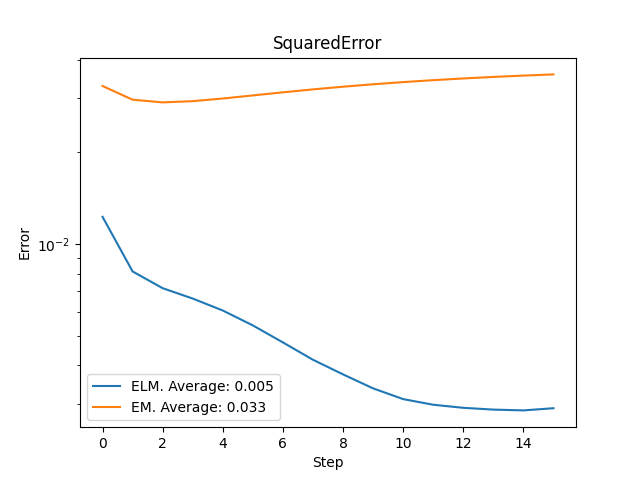 SquaredError
Error
10⁻²
ELM. Average: 0.005
EM. Average: 0.033
0 2 4 6 8 10 12 14
Step